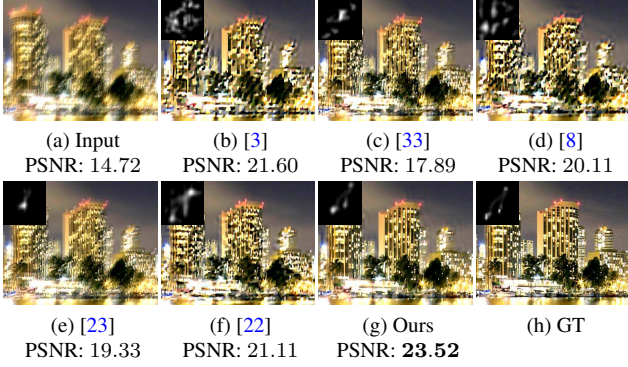 (a) Input
PSNR: 14.72
(b) [3]
PSNR: 21.60
(c) [33]
PSNR: 17.89
(d) [8]
PSNR: 20.11
(e) [23]
PSNR: 19.33
(f) [22]
PSNR: 21.11
(g) Ours
PSNR: 23.52
(h) GT